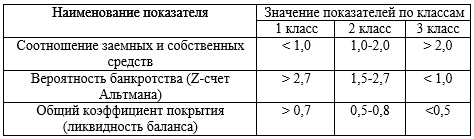 Наименование показателя Значение показателей по классам
1 класс 2 класс 3 класс
Соотношение заемных и собственных средств < 1,0 1,0-2,0 > 2,0
Вероятность банкротства (Z-счет Альтмана) > 2,7 1,5-2,7 < 1,0
Общий коэффициент покрытия (ликвидность баланса) > 0,7 0,5-0,8 <0,5